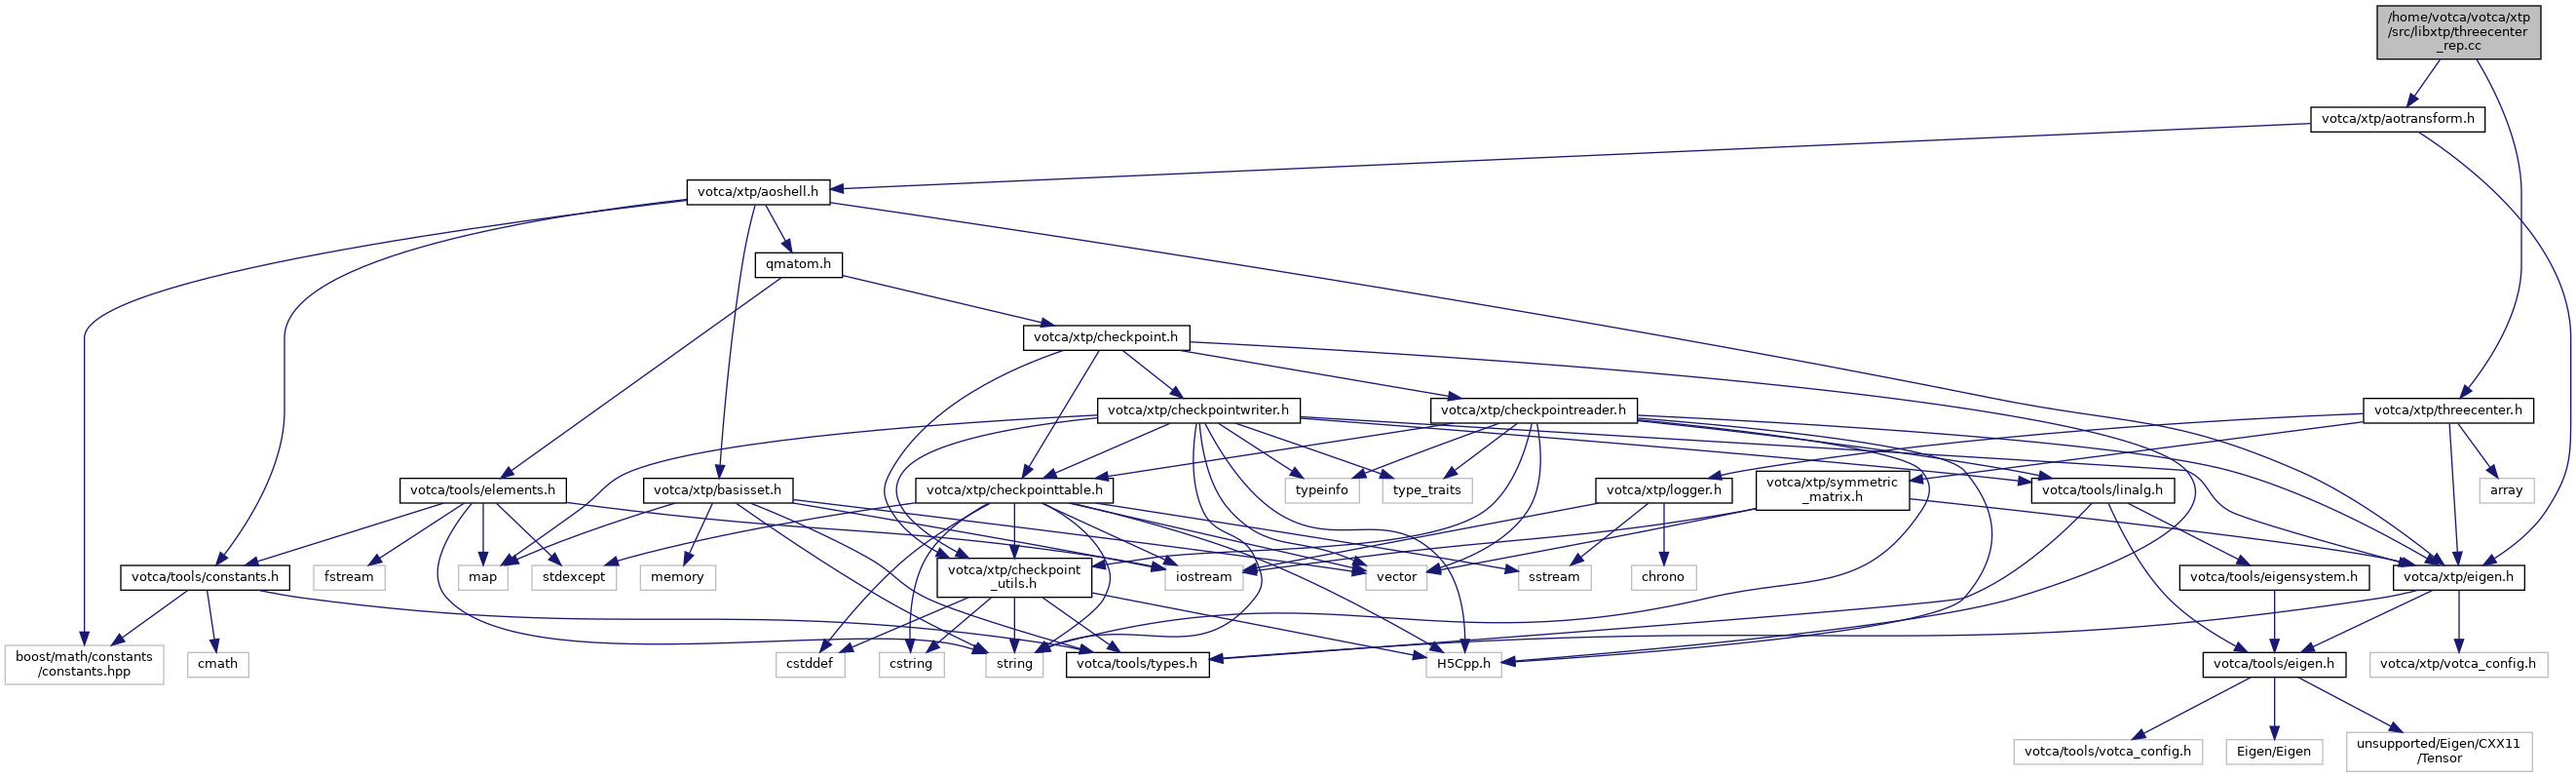 /home/votca/votca/xtp
/src/libxtp/threecenter
_rep.cc
votca/xtp/aotransform.h
votca/xtp/aoshell.h
qmatom.h
votca/xtp/checkpoint.h
votca/xtp/checkpointwriter.h
votca/xtp/checkpointreader.h
votca/xtp/threecenter.h
votca/tools/elements.h
votca/xtp/basisset.h
votca/xtp/checkpointtable.h
typeinfo
type_traits
votca/xtp/logger.h
votca/xtp/symmetric
_matrix.h
votca/tools/linalg.h
array
votca/tools/constants.h
fstream
map
stdexcept
memory
votca/xtp/checkpoint
_utils.h
iostream
vector
sstream
chrono
votca/tools/eigensystem.h
votca/xtp/eigen.h
boost/math/constants
/constants.hpp
cmath
cstddef
cstring
string
votca/tools/types.h
H5Cpp.h
votca/tools/eigen.h
votca/xtp/votca_config.h
votca/tools/votca_config.h
Eigen/Eigen
unsupported/Eigen/CXX11
/Tensor